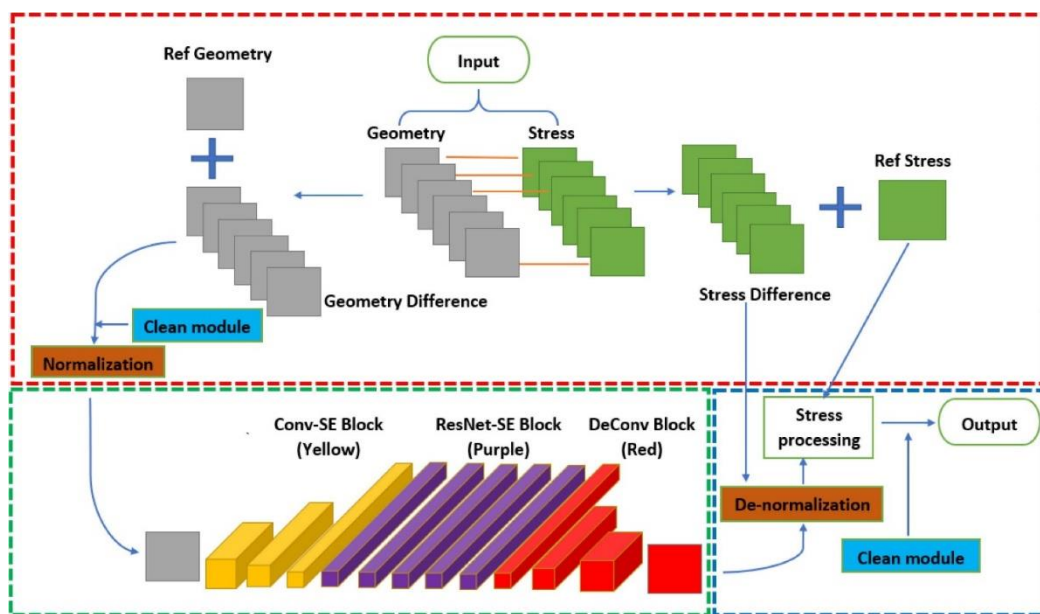 Input
Ref Geometry
Geometry
Stress
Ref Stress
Geometry Difference
Stress Difference
Clean module
Normalization
Conv-SE Block
(Yellow)
ResNet-SE Block
(Purple)
DeConv Block
(Red)
Stress
processing
Output
De-normalization
Clean module